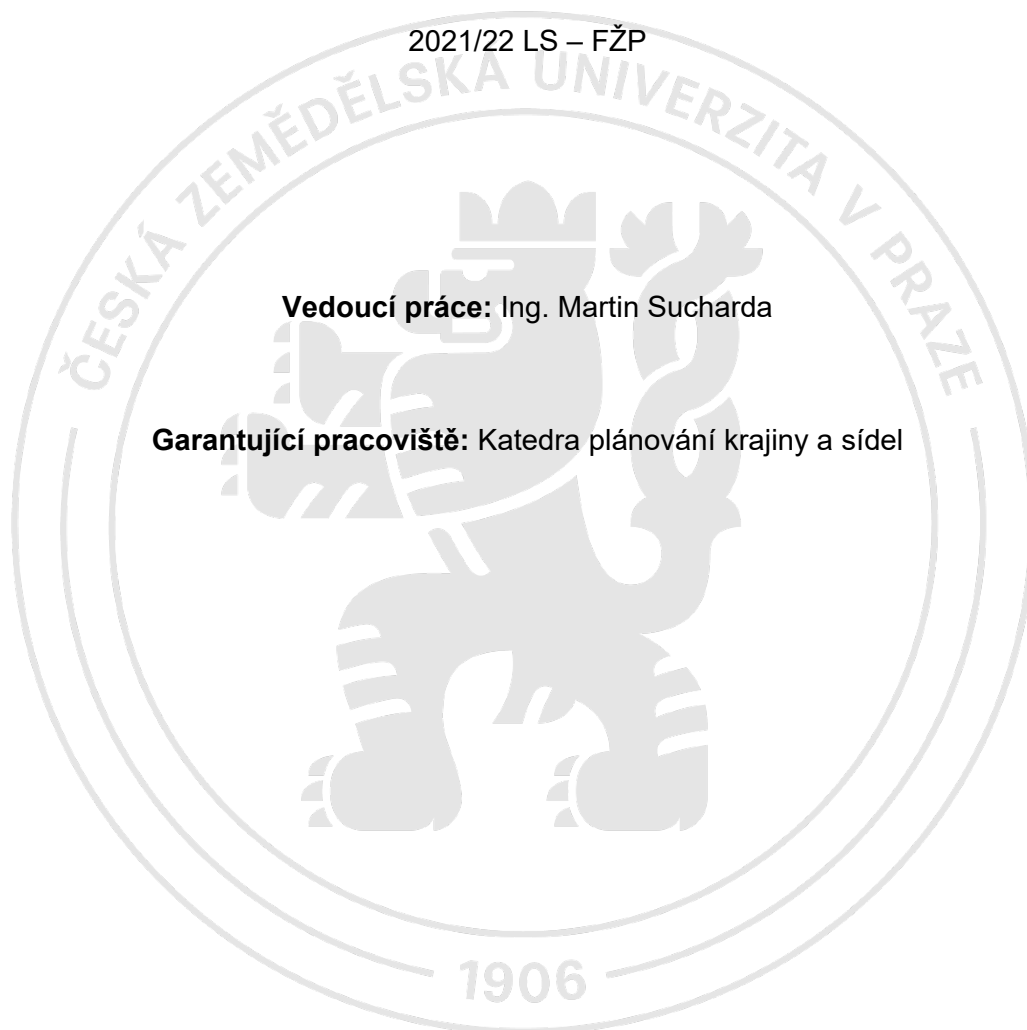 2021/22 LS – FŽP
ČESKÁ ZEMĚDĚLSKÁ UNIVERZITA V PRAZE
Vedoucí práce: Ing. Martin Sucharda
Garantující pracoviště: Katedra plánování krajiny a sídel
1906